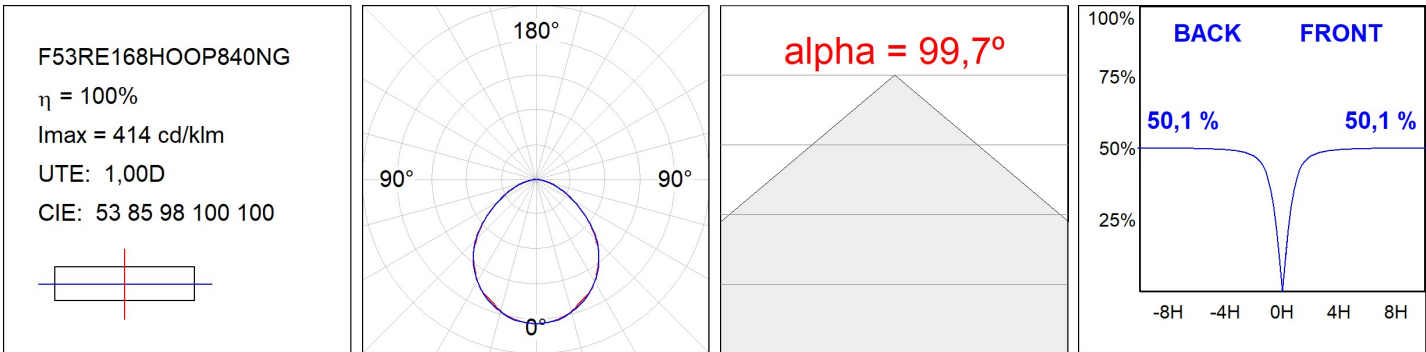 F53RE168HOOP840NG
η = 100%
Imax = 414 cd/klm
UTE: 1,00D
CIE: 53 85 98 100 100
180°
90° 90°
0°
alpha = 99,7º
100%
BACK FRONT
75%
50,1 % 50,1 %
50%
25%
-8H -4H 0H 4H 8H